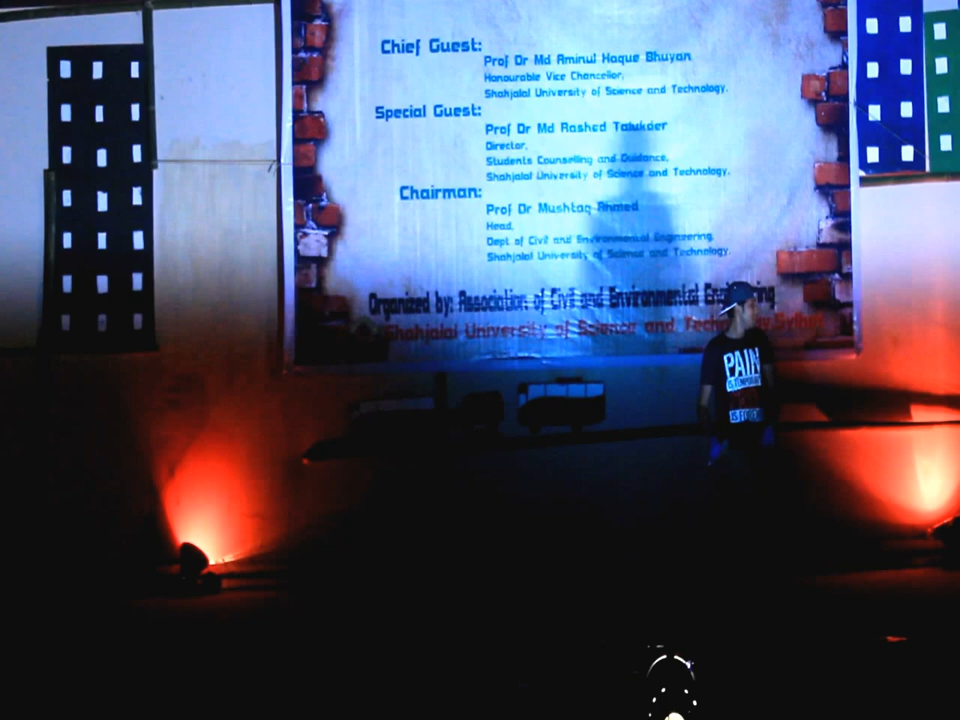 Chief Guest:
Prof Dr Md Aminul Haque Bhuyan
Honourable Vice Chancellor,
Shahjalal University of Science and Technology.
Special Guest:
Prof Dr Md Rashed Talukder
Director,
Students Counselling and Guidance,
Shahjalal University of Science and Technology.
Chairman:
Prof Dr Mushtaq Ahmed
Head,
Dept of Civil and Environmental Engineering,
Shahjalal University of Science and Technology.
Organized by: Association of Civil and Environmental Engineering
Shahjalal University of Science and Technology, Sylhet
PAIN
IS TEMPORARY